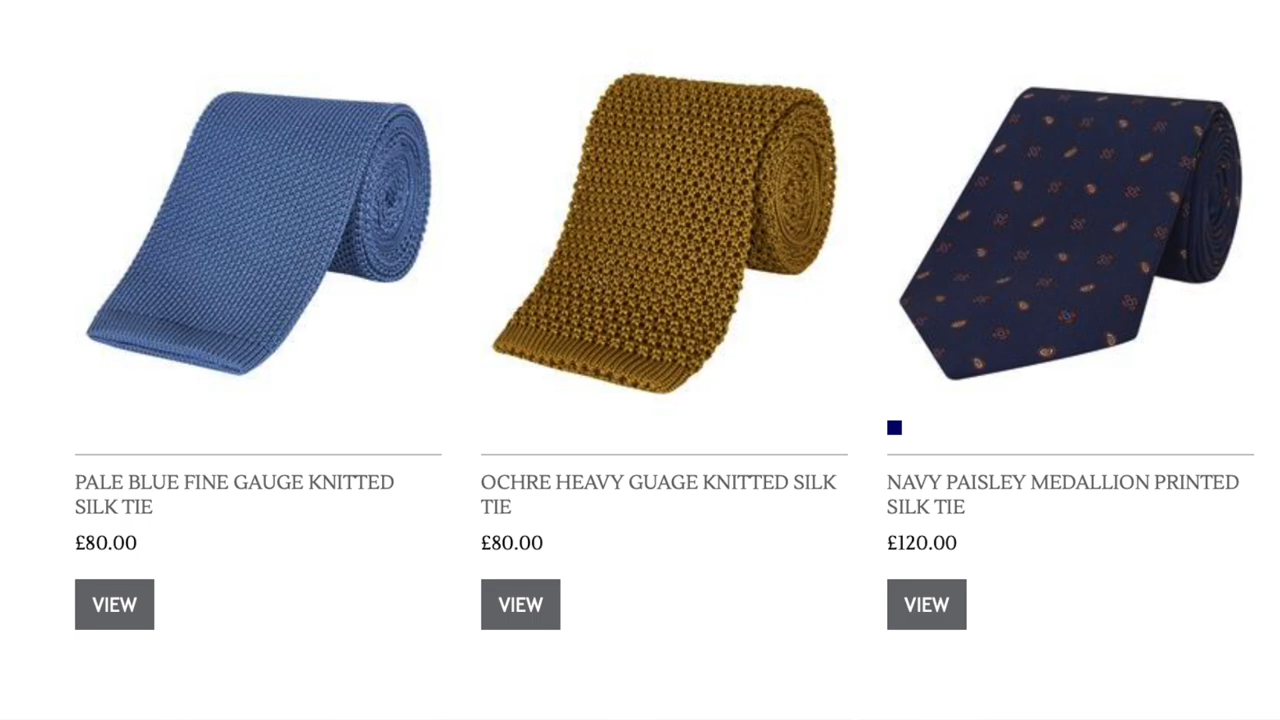 PALE BLUE FINE GAUGE KNITTED
SILK TIE
£80.00
VIEW
OCHRE HEAVY GUAGE KNITTED SILK
TIE
£80.00
VIEW
NAVY PAISLEY MEDALLION PRINTED
SILK TIE
£120.00
VIEW